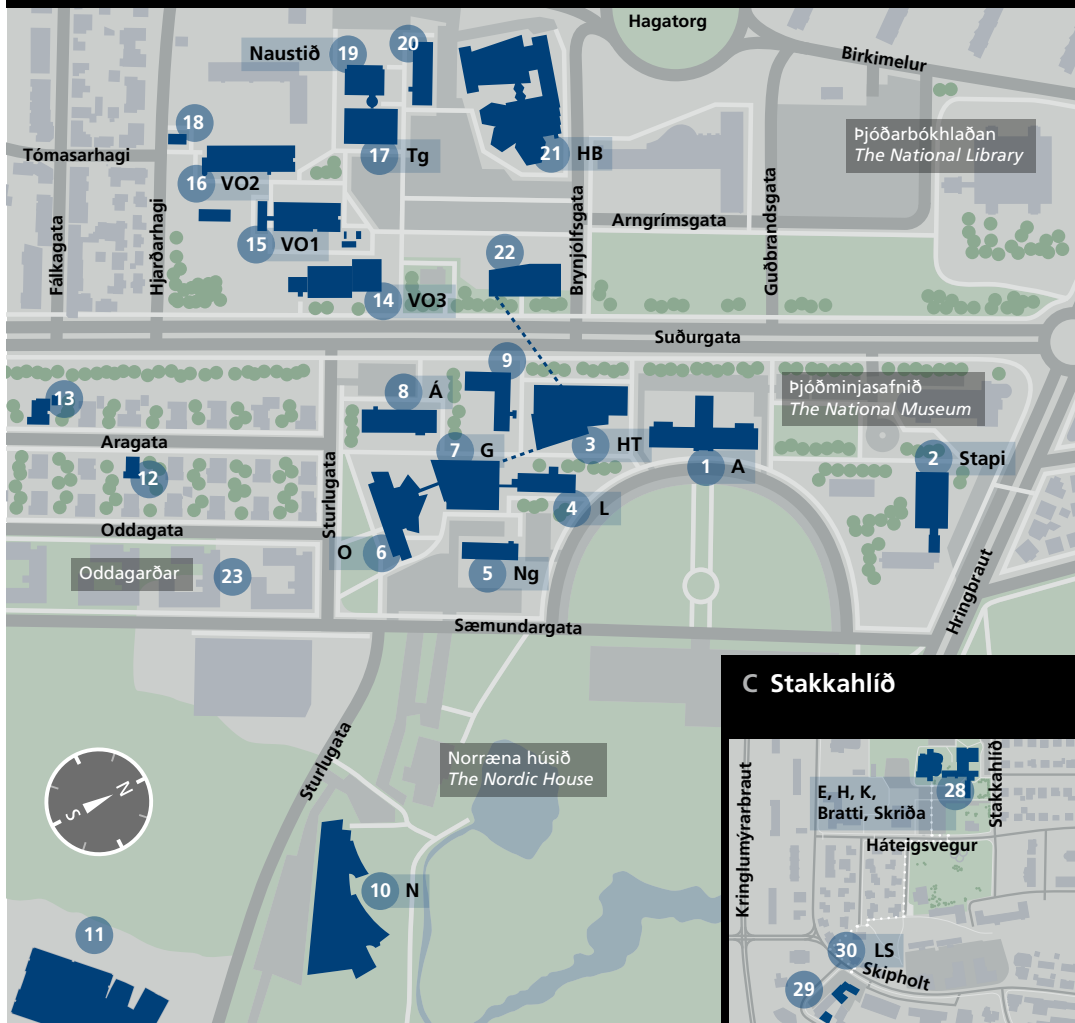 Hagatorg
Birkimelur
Naustið
19
20
18
Tómasarhagi
17 Tg
21 HB
Þjóðarbókhlaðan
The National Library
16 VO2
Fálkagata
Hjarðarhagi
15 VO1
22
Brynjólfsgata
Arngrímsgata
Guðbrandsgata
14 VO3
Suðurgata
9
8 Á
13
Þjóðminjasafnið
The National Museum
Aragata
7 G
3 HT
1 A
2 Stapi
12
Sturlugata
4 L
Oddagata
O 6
5 Ng
Oddagarðar
23
Hringbraut
Sæmundargata
C Stakkahlíð
Sturlugata
Norræna húsið
The Nordic House
N
S
E, H, K,
Bratti, Skriða
28
Stakkahlíð
Háteigsvegur
Kringlumýrarbraut
10 N
11
30 LS
Skipholt
29